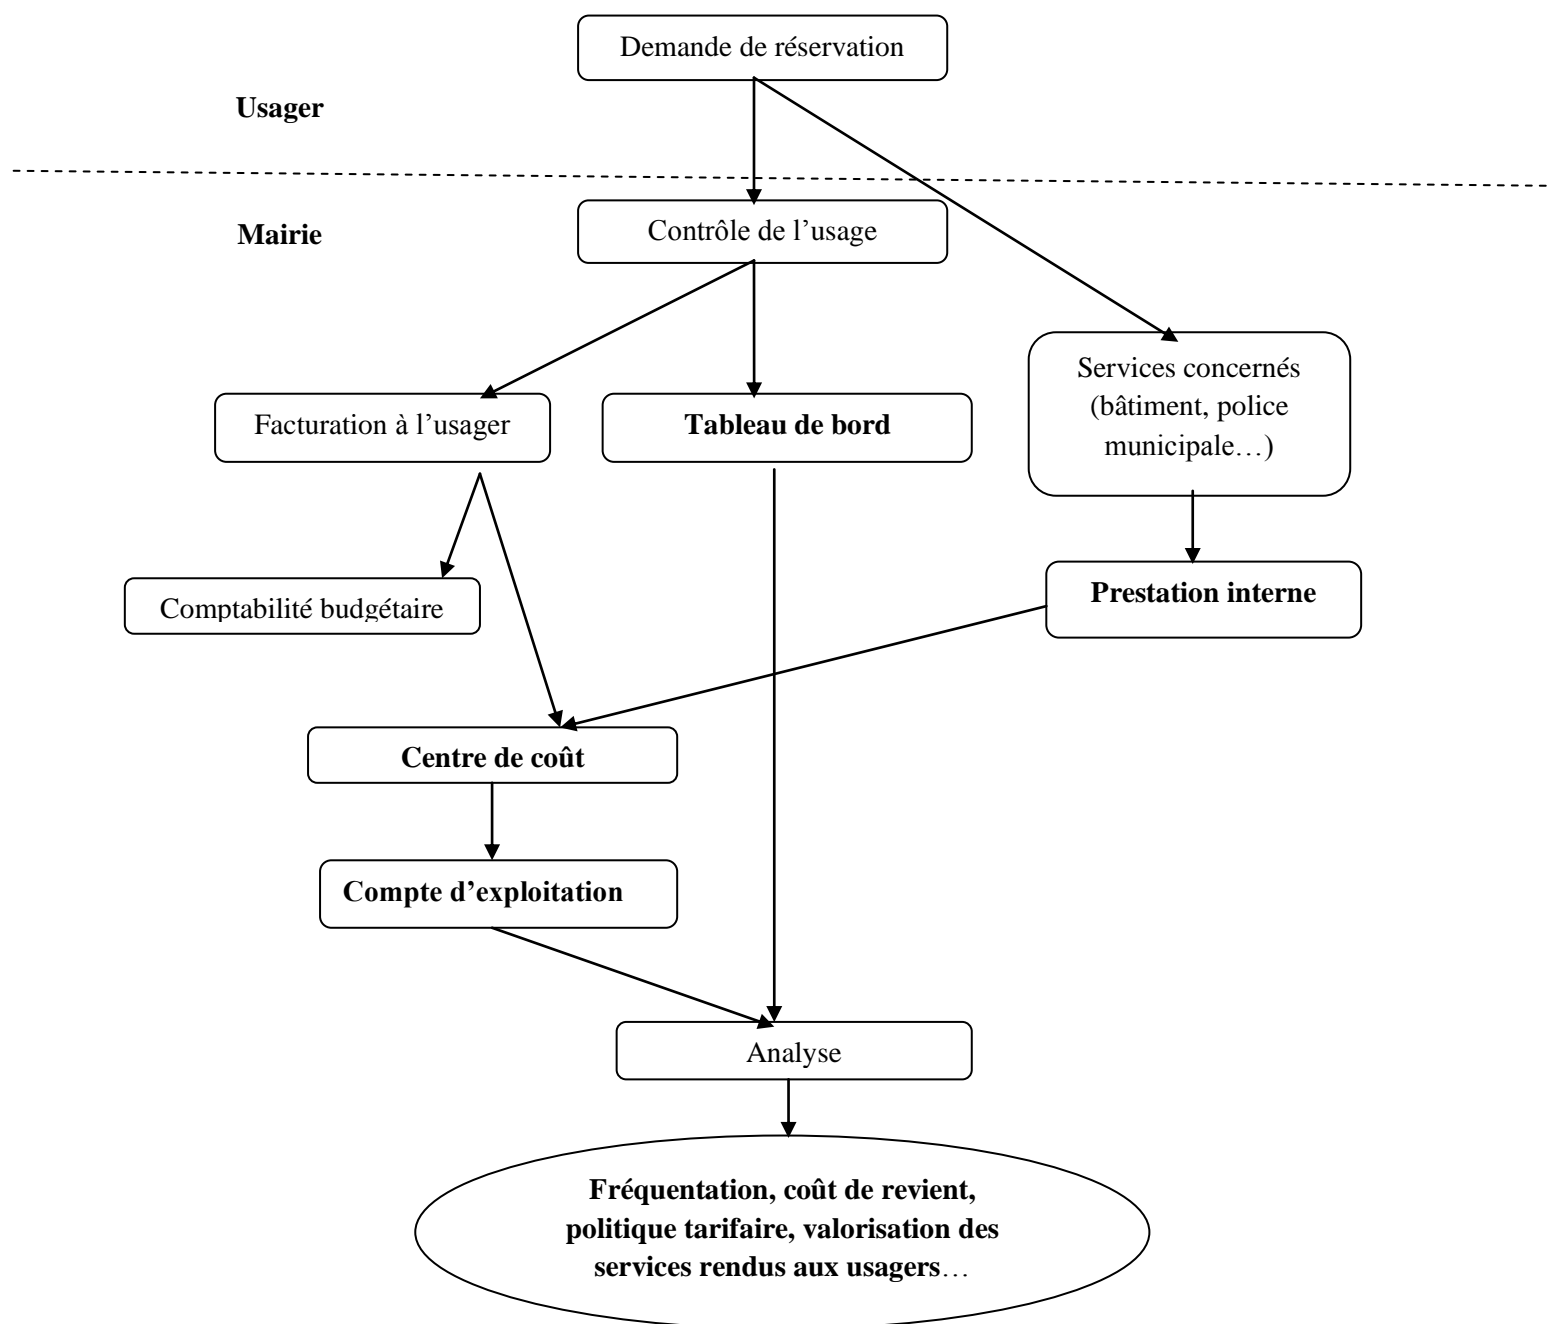 Demande de réservation
Usager
Mairie
Contrôle de l’usage
Services concernés
(bâtiment, police
municipale…)
Facturation à l’usager
Tableau de bord
Prestation interne
Comptabilité budgétaire
Centre de coût
Compte d’exploitation
Analyse
Fréquentation, coût de revient,
politique tarifaire, valorisation des
services rendus aux usagers…